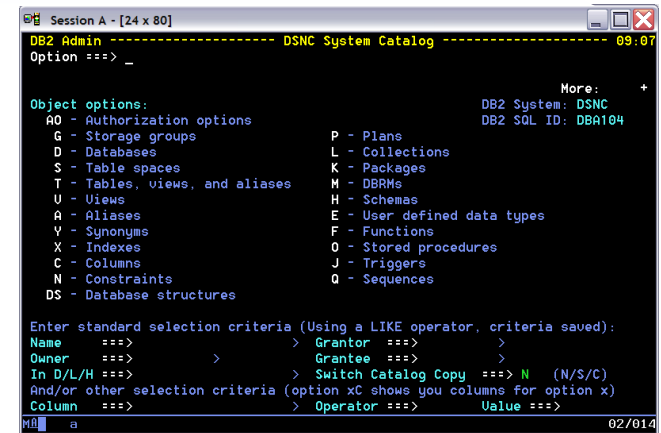 Session A - [24 x 80]
DB2 Admin --------------------- DSNC System Catalog --------------------- 09:07
Option ===> _
More: +
Object options: DB2 System: DSNC
AO - Authorization options DB2 SQL ID: DBA104
G - Storage groups P - Plans
D - Databases L - Collections
S - Table spaces K - Packages
T - Tables, views, and aliases M - DBRMs
V - Views H - Schemas
A - Aliases E - User defined data types
Y - Synonyms F - Functions
X - Indexes O - Stored procedures
C - Columns J - Triggers
N - Constraints Q - Sequences
DS - Database structures
Enter standard selection criteria (Using a LIKE operator, criteria saved):
Name ===> > Grantor ===> >
Owner ===> > Grantee ===> >
In D/L/H ===> > Switch Catalog Copy ===> N (N/S/C)
And/or other selection criteria (option xC shows you columns for option x)
Column ===> > Operator ===> Value ===>
MA a 02/014